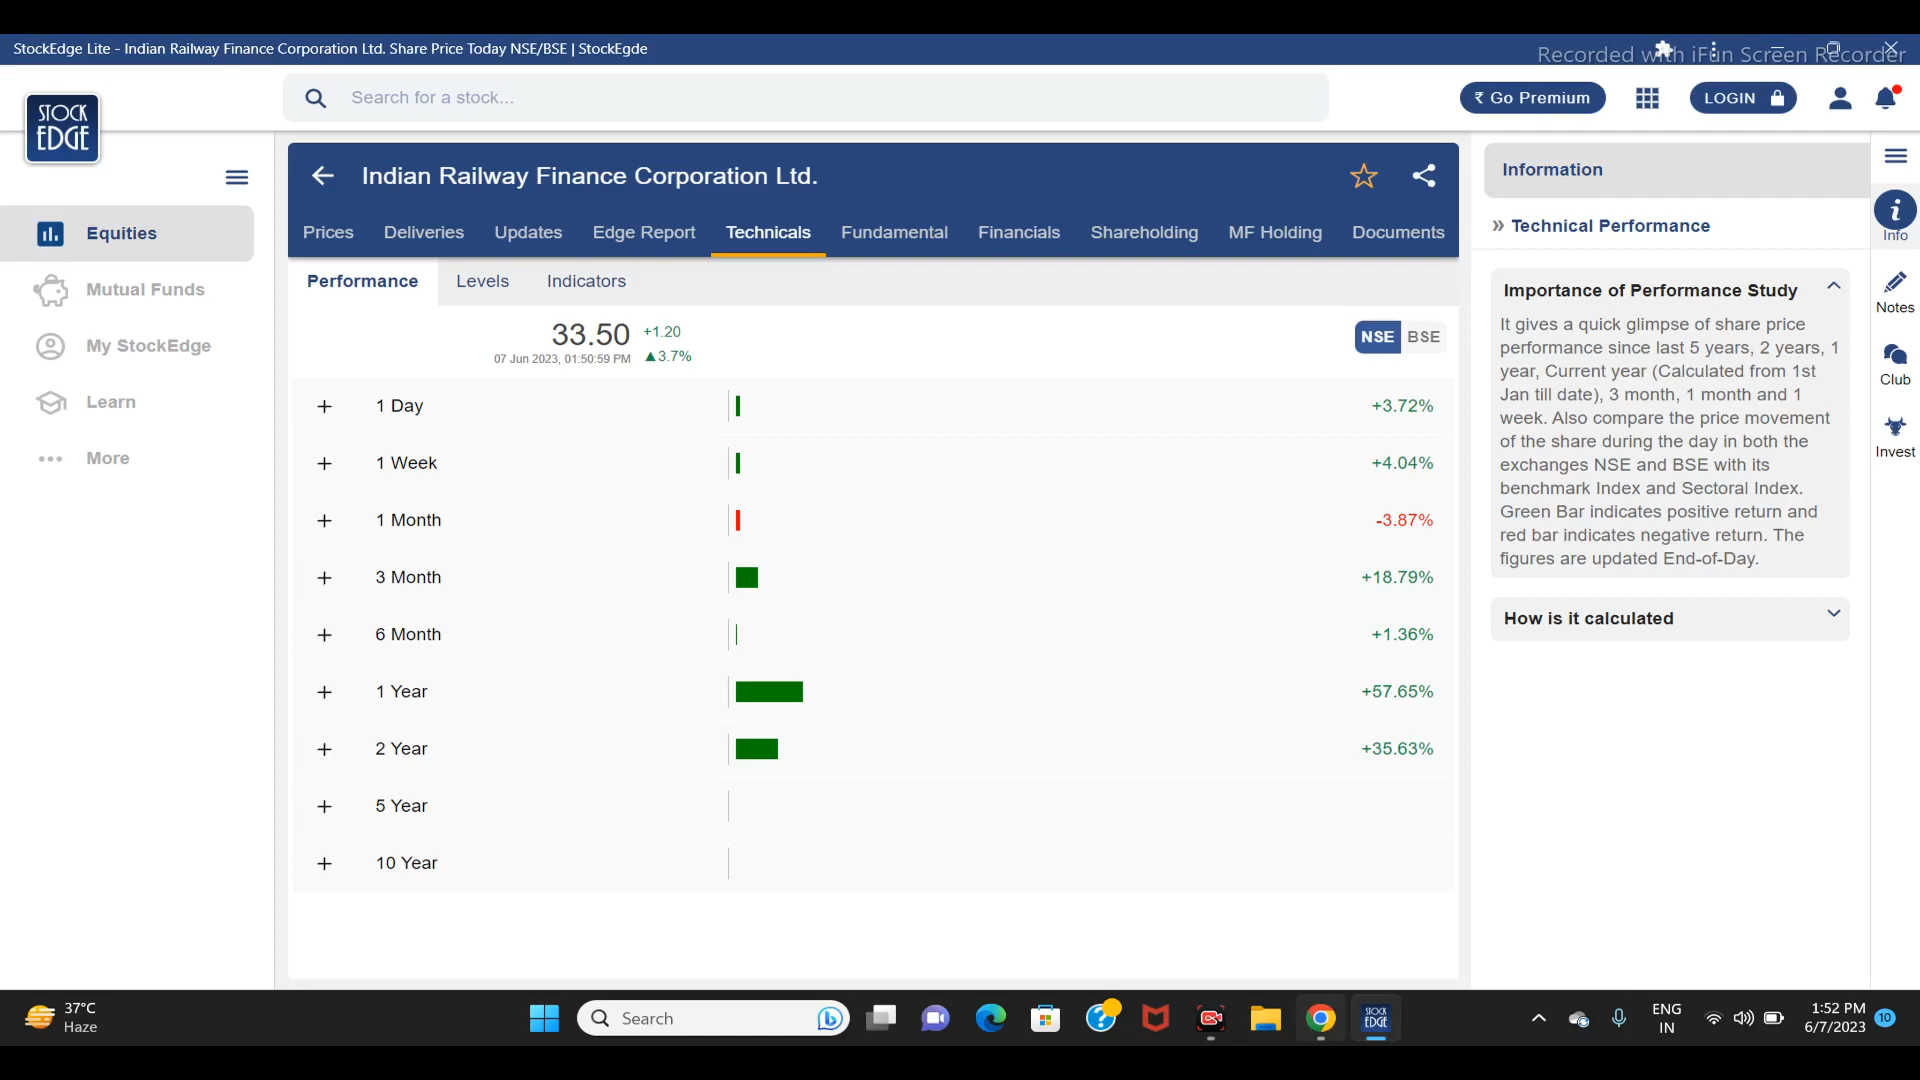 StockEdge Lite - Indian Railway Finance Corporation Ltd. Share Price Today NSE/BSE | StockEgde
Recorded with iFun Screen Recorder
STOCK
EDGE
Search for a stock...
₹ Go Premium
LOGIN
Equities
Mutual Funds
My StockEdge
Learn
More
Indian Railway Finance Corporation Ltd.
Prices Deliveries Updates Edge Report Technicals Fundamental Financials Shareholding MF Holding Documents
Performance Levels Indicators
33.50 +1.20
07 Jun 2023, 01:50:59 PM ▲3.7%
NSE BSE
1 Day +3.72%
1 Week +4.04%
1 Month -3.87%
3 Month +18.79%
6 Month +1.36%
1 Year +57.65%
2 Year +35.63%
5 Year
10 Year
Information
» Technical Performance
Importance of Performance Study
It gives a quick glimpse of share price
performance since last 5 years, 2 years, 1
year, Current year (Calculated from 1st
Jan till date), 3 month, 1 month and 1
week. Also compare the price movement
of the share during the day in both the
exchanges NSE and BSE with its
benchmark Index and Sectoral Index.
Green Bar indicates positive return and
red bar indicates negative return. The
figures are updated End-of-Day.
How is it calculated
Info
Notes
Club
Invest
37°C
Haze
Search
STOCK
EDGE
ENG
IN
1:52 PM
6/7/2023
10